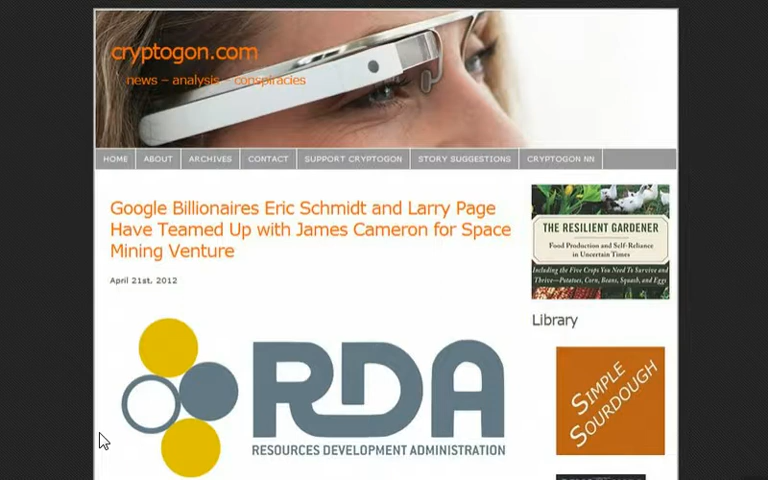 cryptogon.com
news – analysis – conspiracies
HOME ABOUT ARCHIVES CONTACT SUPPORT CRYPTOGON STORY SUGGESTIONS CRYPTOGON NN
Google Billionaires Eric Schmidt and Larry Page
Have Teamed Up with James Cameron for Space
Mining Venture
April 21st, 2012
RDA
RESOURCES DEVELOPMENT ADMINISTRATION
THE RESILIENT GARDENER
Food Production and Self-Reliance
in Uncertain Times
Including the Five Crops You Need To Survive and
Thrive—Potatoes, Corn, Beans, Squash, and Eggs
Library
SIMPLE
SOURDOUGH